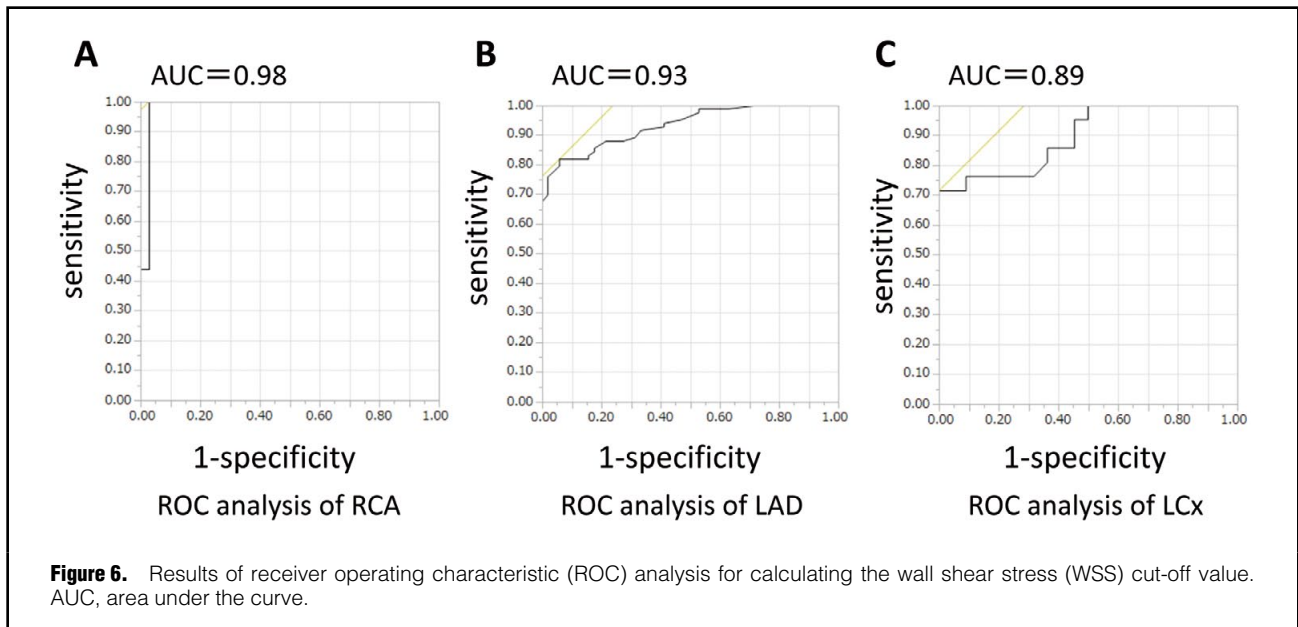 A
AUC=0.98
1.00
0.90
0.80
0.70
0.60
0.50
0.40
0.30
0.20
0.10
0.00
0.00 0.20 0.40 0.60 0.80 1.00
sensitivity
1-specificity
ROC analysis of RCA
B
AUC=0.93
1.00
0.90
0.80
0.70
0.60
0.50
0.40
0.30
0.20
0.10
0.00
0.00 0.20 0.40 0.60 0.80 1.00
sensitivity
1-specificity
ROC analysis of LAD
C
AUC=0.89
1.00
0.90
0.80
0.70
0.60
0.50
0.40
0.30
0.20
0.10
0.00
0.00 0.20 0.40 0.60 0.80 1.00
sensitivity
1-specificity
ROC analysis of LCx
Figure 6. Results of receiver operating characteristic (ROC) analysis for calculating the wall shear stress (WSS) cut-off value.
AUC, area under the curve.